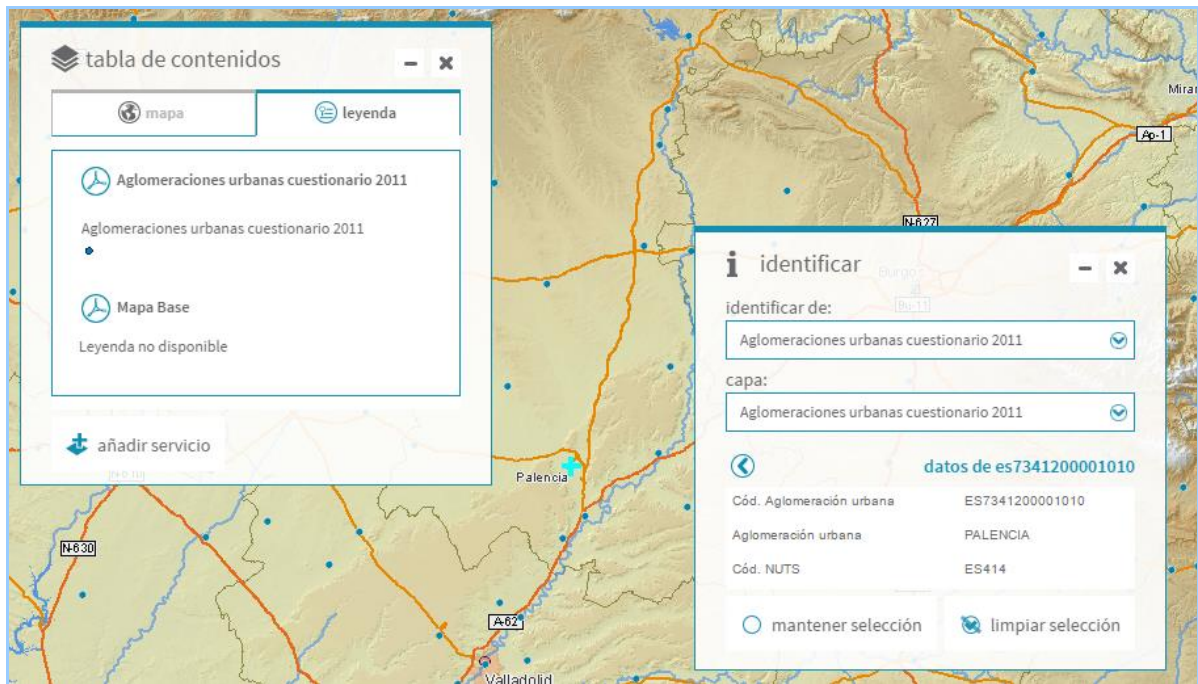 tabla de contenidos
mapa
leyenda
Aglomeraciones urbanas cuestionario 2011
Aglomeraciones urbanas cuestionario 2011
Mapa Base
Leyenda no disponible
añadir servicio
N-630
Palencia
A-62
Valladolid
Ap-1
N-627
identificar
Bu-11
identificar de:
Aglomeraciones urbanas cuestionario 2011
capa:
Aglomeraciones urbanas cuestionario 2011
datos de es7341200001010
Cód. Aglomeración urbana ES7341200001010
Aglomeración urbana PALENCIA
Cód. NUTS ES414
mantener selección
limpiar selección